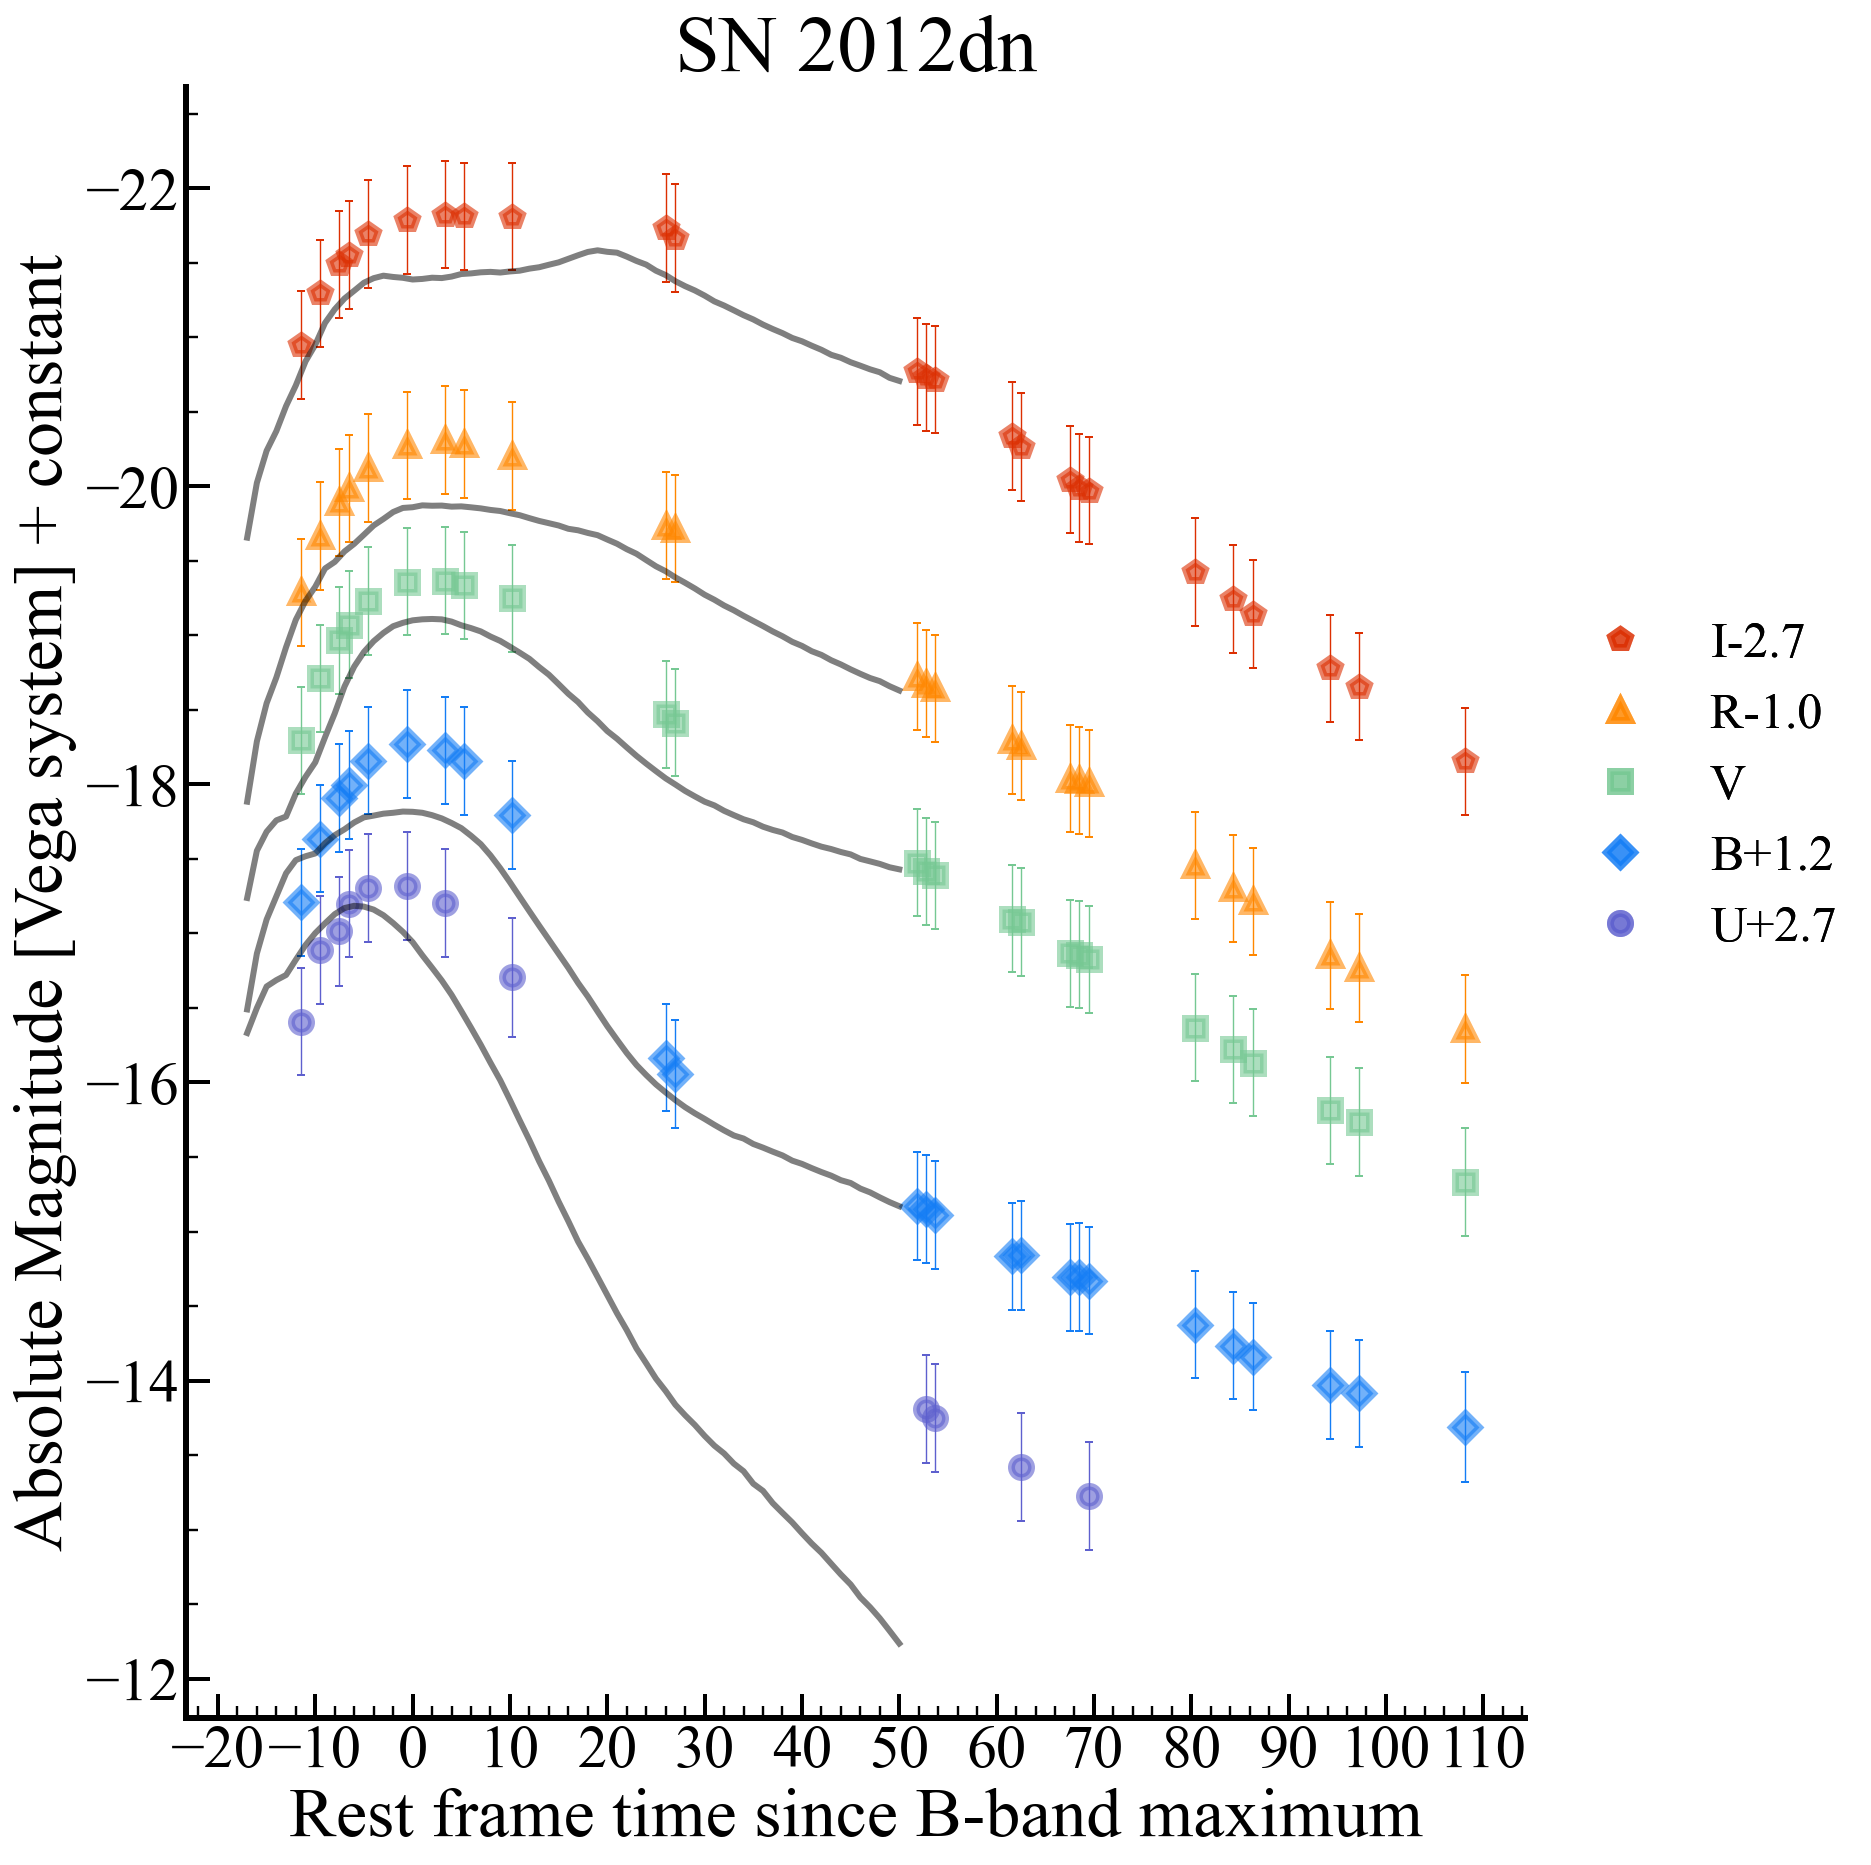 SN 2012dn
Absolute Magnitude [Vega system] + constant
−22
−20
−18
−16
−14
−12
−20 −10 0 10 20 30 40 50 60 70 80 90 100 110
Rest frame time since B-band maximum
I-2.7
R-1.0
V
B+1.2
U+2.7